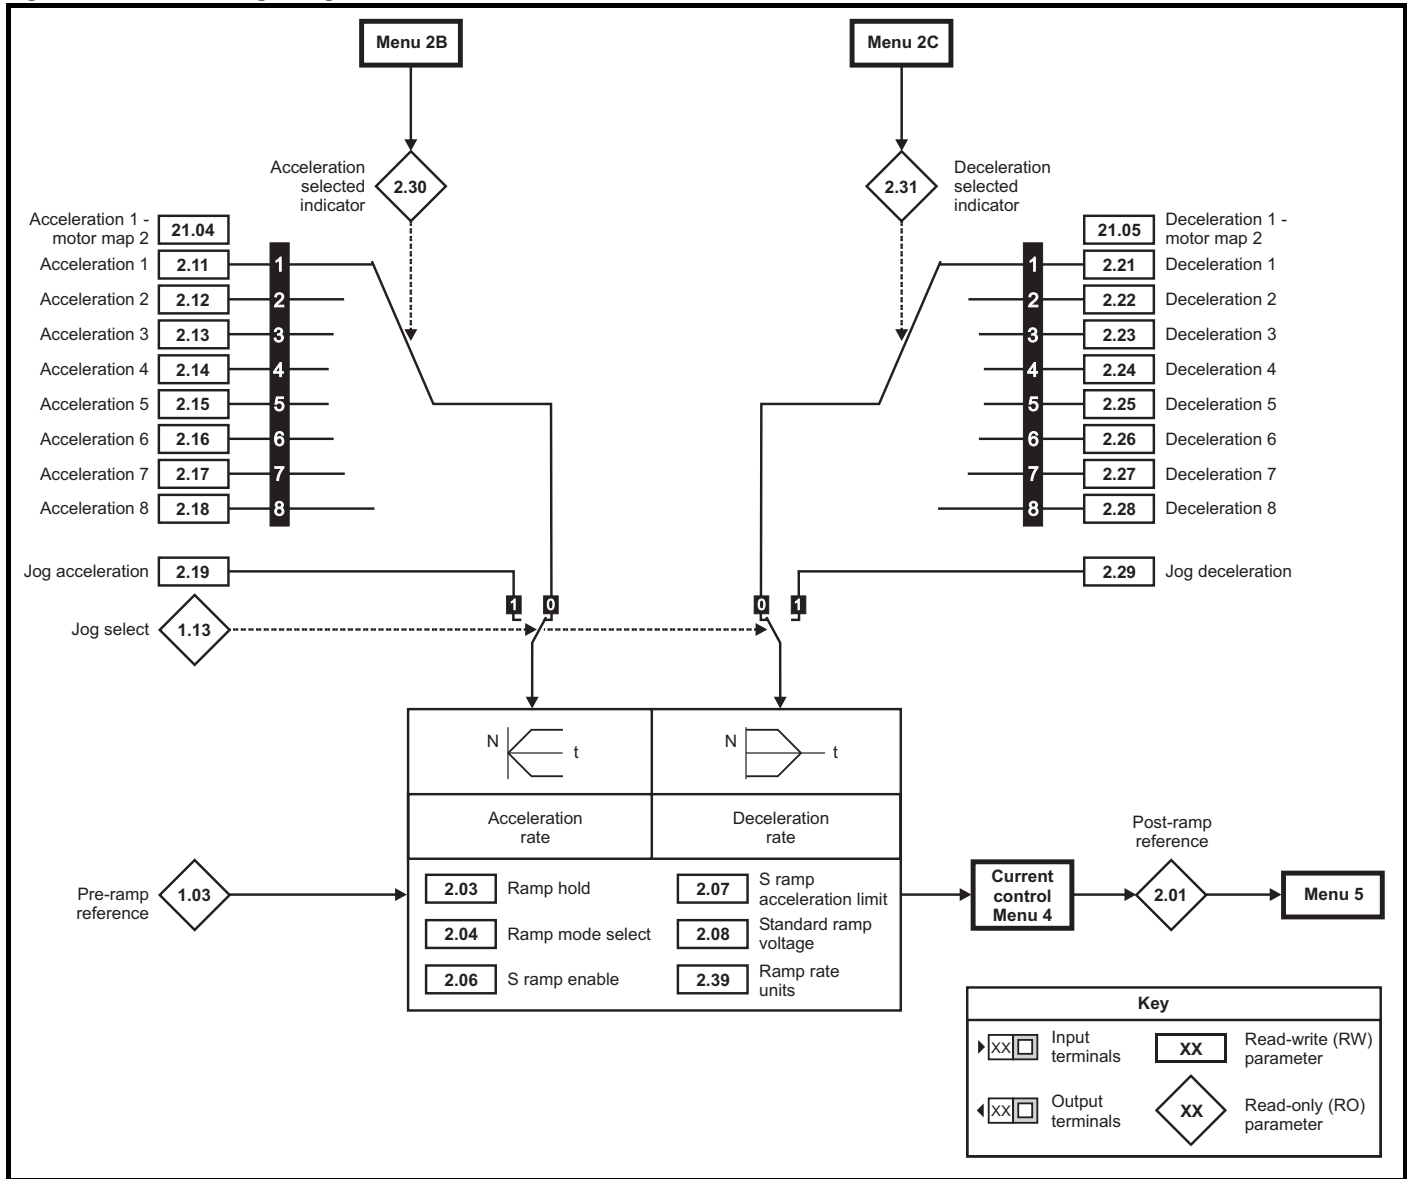 Menu 2B
Menu 2C
Acceleration
selected
indicator
2.30
2.31
Deceleration
selected
indicator
Acceleration 1 -
motor map 2
21.04
21.05
Deceleration 1 -
motor map 2
Acceleration 1 2.11 1
1 2.21 Deceleration 1
Acceleration 2 2.12 2
2 2.22 Deceleration 2
Acceleration 3 2.13 3
3 2.23 Deceleration 3
Acceleration 4 2.14 4
4 2.24 Deceleration 4
Acceleration 5 2.15 5
5 2.25 Deceleration 5
Acceleration 6 2.16 6
6 2.26 Deceleration 6
Acceleration 7 2.17 7
7 2.27 Deceleration 7
Acceleration 8 2.18 8
8 2.28 Deceleration 8
Jog acceleration 2.19
2.29 Jog deceleration
1 0
0 1
Jog select 1.13
N t
N t
Acceleration
rate
Deceleration
rate
Pre-ramp
reference
1.03
2.03 Ramp hold
2.07 S ramp
acceleration limit
2.04 Ramp mode select
2.08 Standard ramp
voltage
2.06 S ramp enable
2.39 Ramp rate
units
Current
control
Menu 4
Post-ramp
reference
2.01
Menu 5
Key
XX Input
terminals
XX Read-write (RW)
parameter
XX Output
terminals
XX Read-only (RO)
parameter